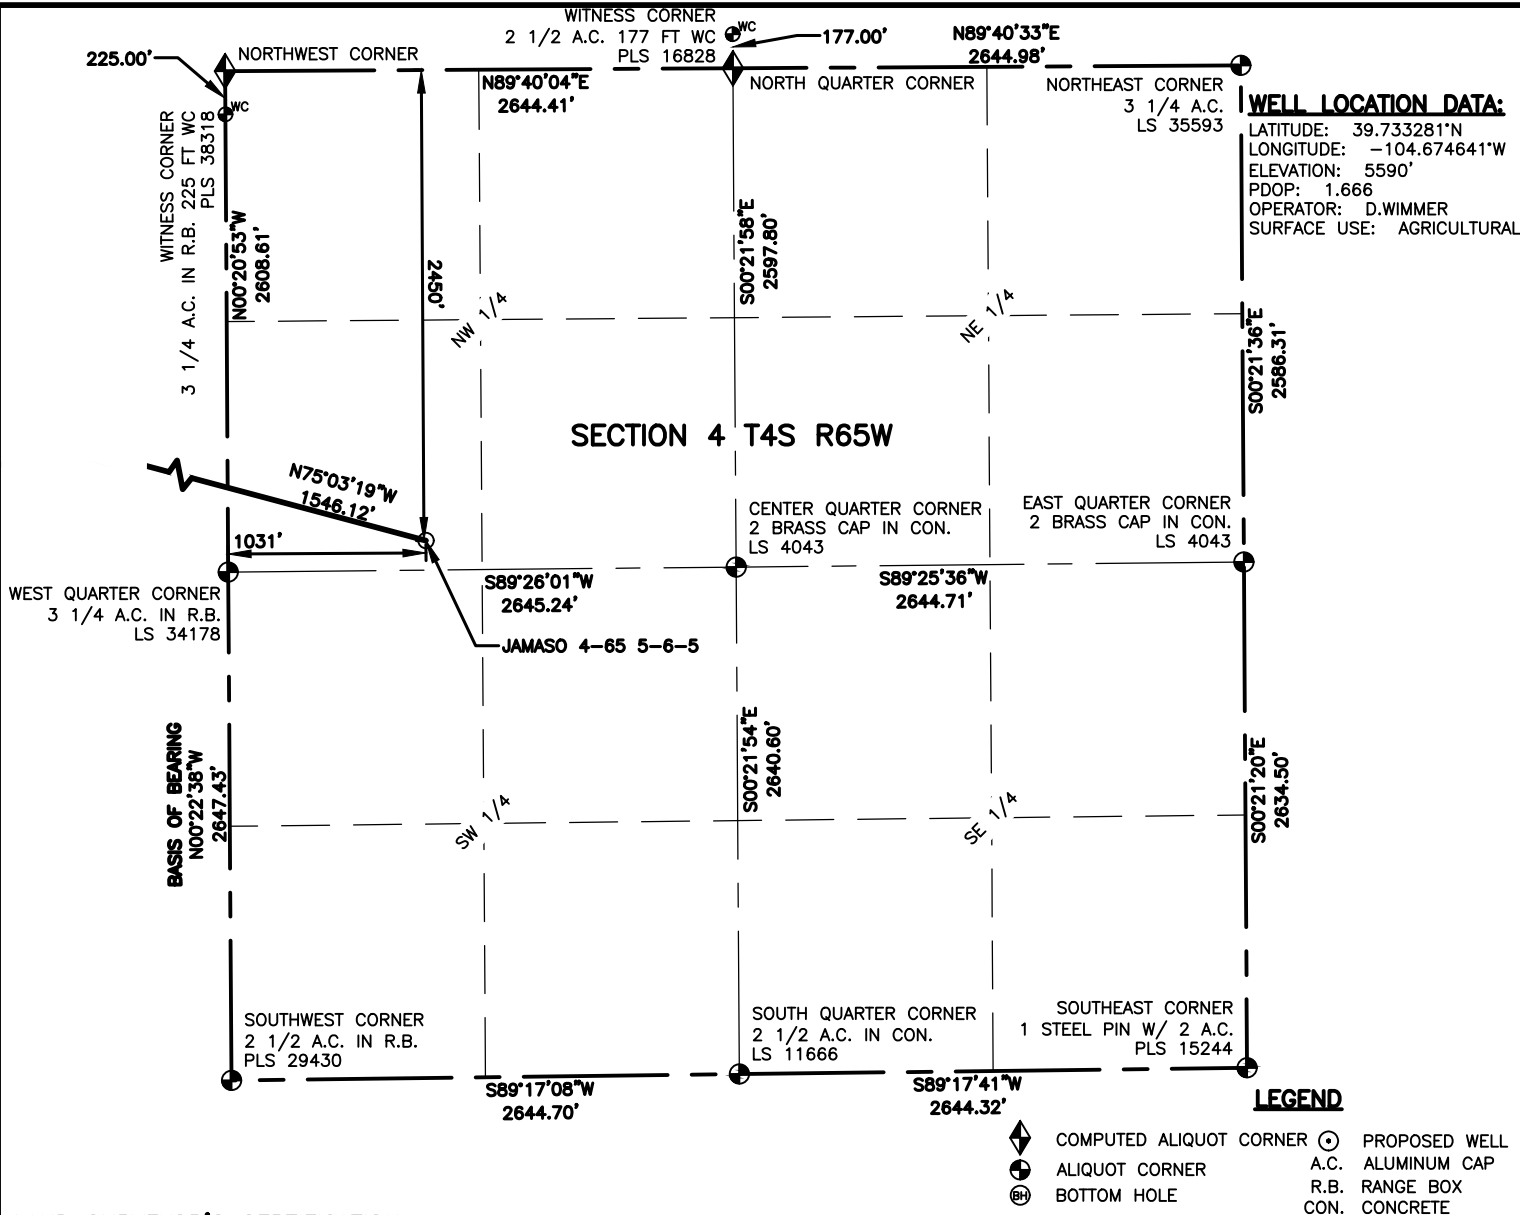 WITNESS CORNER
2 1/2 A.C. 177 FT WC
PLS 16828
WC
177.00'
N89°40'33"E
2644.98'
225.00'
NORTHWEST CORNER
WC
N89°40'04"E
2644.41'
NORTH QUARTER CORNER
NORTHEAST CORNER
3 1/4 A.C.
LS 35593
WELL LOCATION DATA:
LATITUDE: 39.733281°N
LONGITUDE: -104.674641°W
ELEVATION: 5590'
PDOP: 1.666
OPERATOR: D.WIMMER
SURFACE USE: AGRICULTURAL
WITNESS CORNER
3 1/4 A.C. IN R.B. 225 FT WC
PLS 38318
N00°20'53"W
2608.61'
2450'
S00°21'58"E
2597.80'
NW 1/4
NE 1/4
S00°21'36"E
2586.31'
SECTION 4 T4S R65W
N75°03'19"W
1546.12'
1031'
CENTER QUARTER CORNER
2 BRASS CAP IN CON.
LS 4043
EAST QUARTER CORNER
2 BRASS CAP IN CON.
LS 4043
WEST QUARTER CORNER
3 1/4 A.C. IN R.B.
LS 34178
S89°26'01"W
2645.24'
S89°25'36"W
2644.71'
JAMASO 4-65 5-6-5
BASIS OF BEARING
N00°22'38"W
2647.43'
S00°21'54"E
2640.60'
S00°21'20"E
2634.50'
SW 1/4
SE 1/4
SOUTHWEST CORNER
2 1/2 A.C. IN R.B.
PLS 29430
SOUTH QUARTER CORNER
2 1/2 A.C. IN CON.
LS 11666
SOUTHEAST CORNER
1 STEEL PIN W/ 2 A.C.
PLS 15244
S89°17'08"W
2644.70'
S89°17'41"W
2644.32'
LEGEND
COMPUTED ALIQUOT CORNER
PROPOSED WELL
ALIQUOT CORNER
A.C. ALUMINUM CAP
BH BOTTOM HOLE
R.B. RANGE BOX
CON. CONCRETE